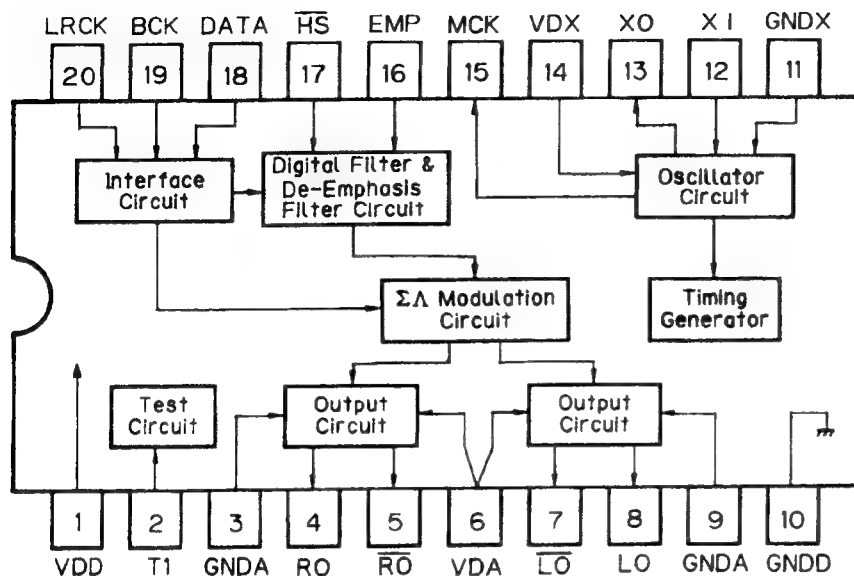 LRCK BCK DATA H̅S̅ EMP MCK VDX XO XI GNDX
20 19 18 17 16 15 14 13 12 11
Interface
Circuit
Digital Filter &
De-Emphasis
Filter Circuit
Oscillator
Circuit
ΣΛ Modulation
Circuit
Timing
Generator
Test
Circuit
Output
Circuit
Output
Circuit
1 2 3 4 5 6 7 8 9 10
VDD T1 GNDA RO R̅O̅ VDA L̅O̅ LO GNDA GNDD